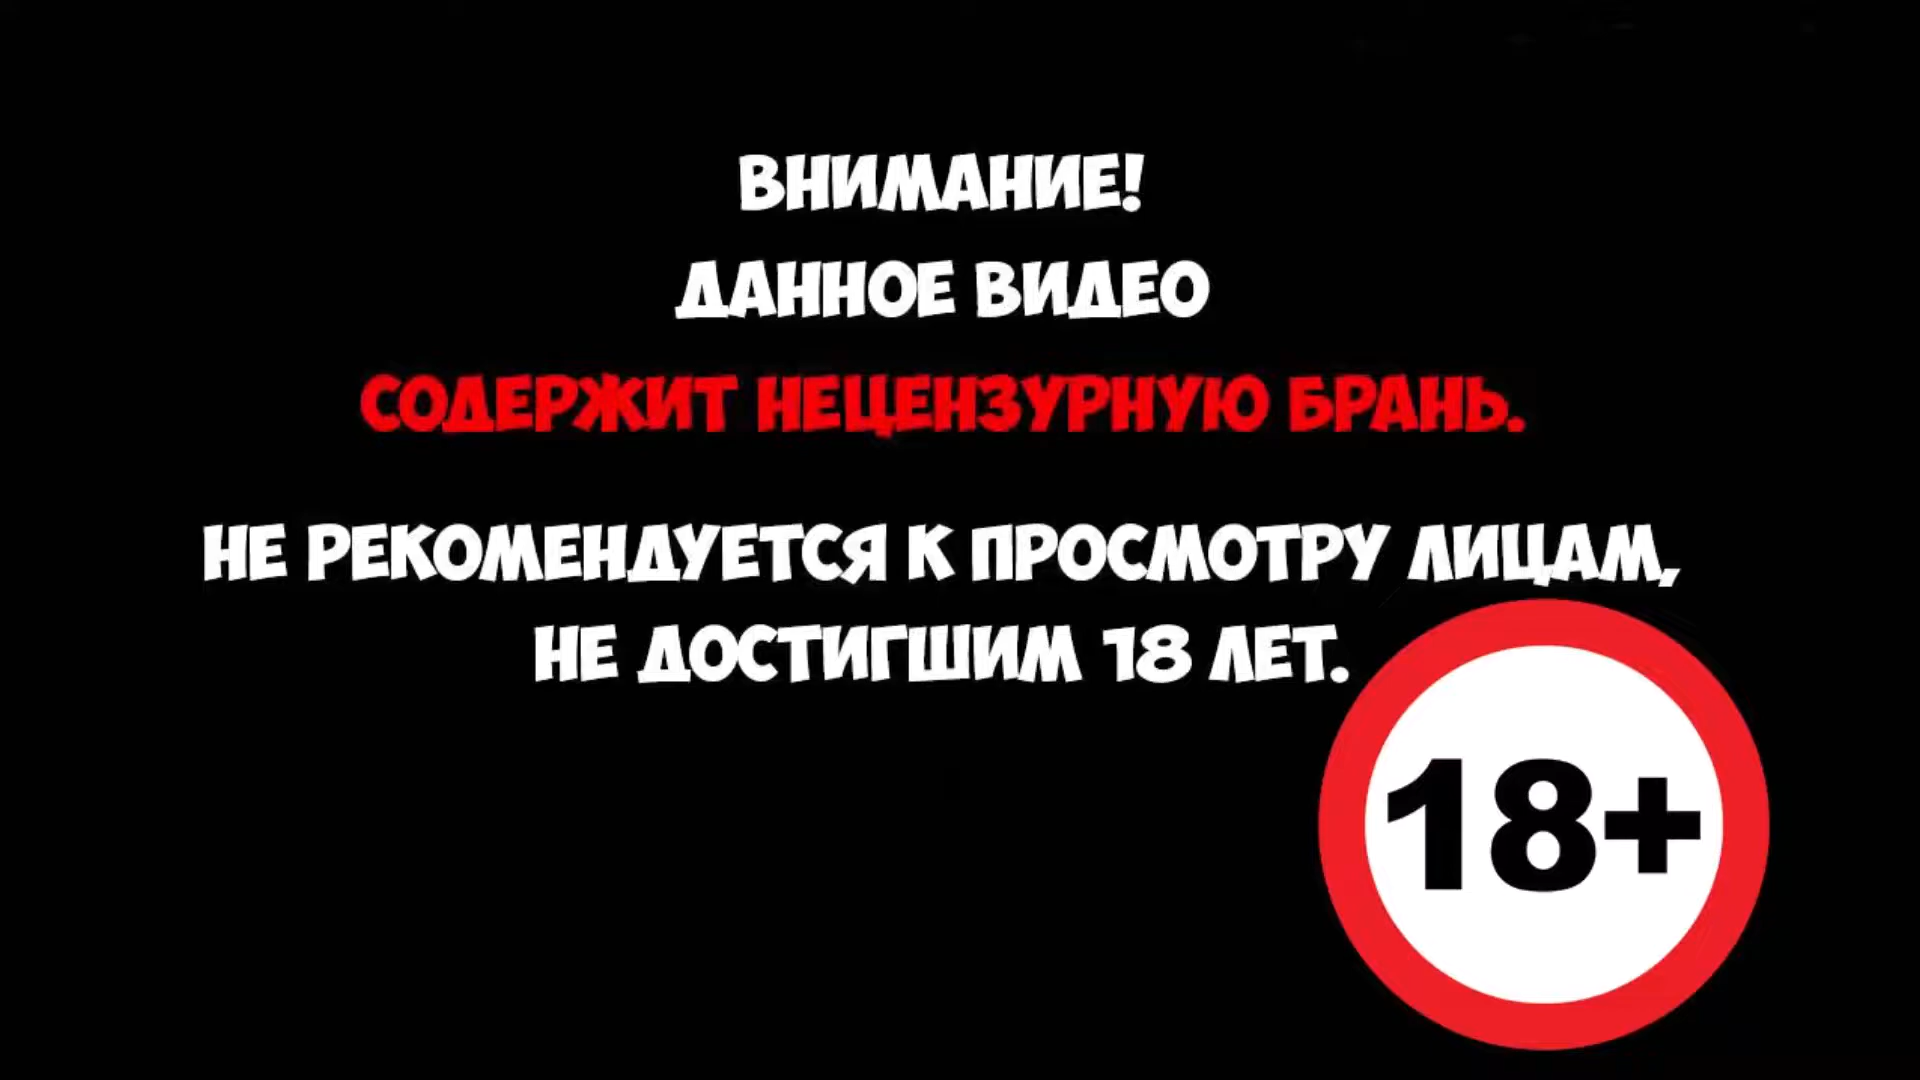 ВНИМАНИЕ!
ДАННОЕ ВИДЕО
СОДЕРЖИТ НЕЦЕНЗУРНУЮ БРАНЬ.
НЕ РЕКОМЕНДУЕТСЯ К ПРОСМОТРУ ЛИЦАМ,
НЕ ДОСТИГШИМ 18 ЛЕТ.
18+